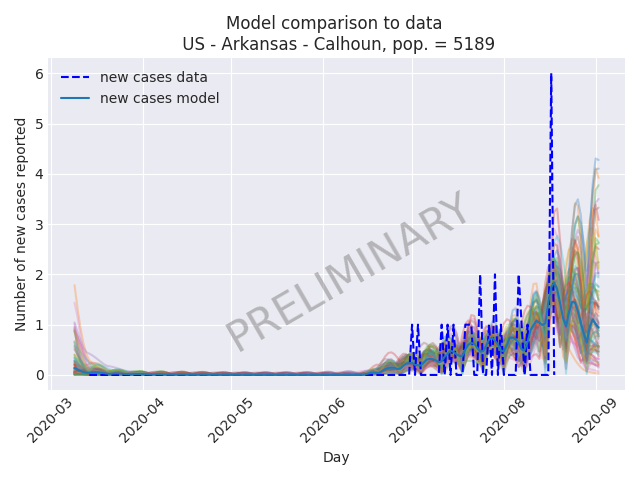 Model comparison to data
US - Arkansas - Calhoun, pop. = 5189
new cases data
new cases model
PRELIMINARY
Number of new cases reported
6
5
4
3
2
1
0
2020-03
2020-04
2020-05
2020-06
2020-07
2020-08
2020-09
Day